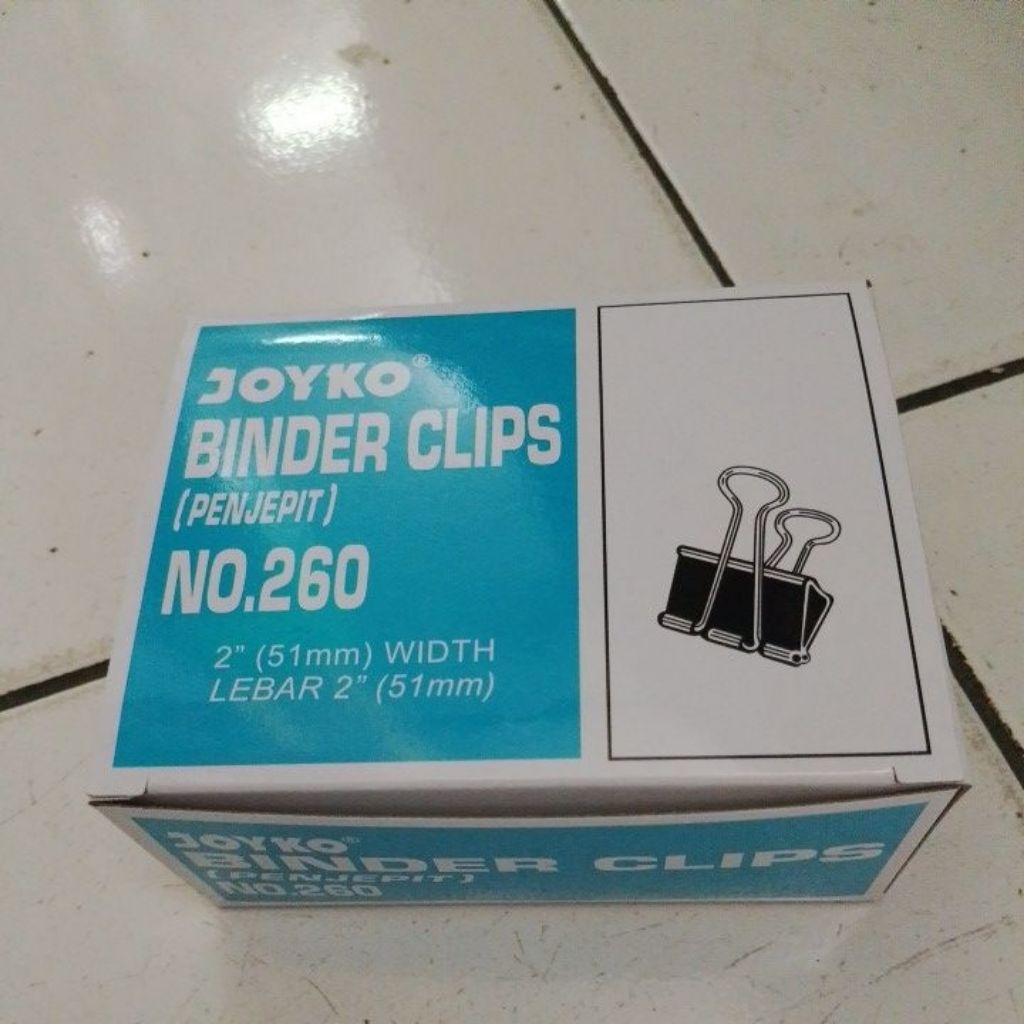 JOYKO®
BINDER CLIPS
(PENJEPIT)
NO.260
2" (51mm) WIDTH
LEBAR 2" (51mm)
JOYKO®
BINDER CLIPS
(PENJEPIT)
NO.260